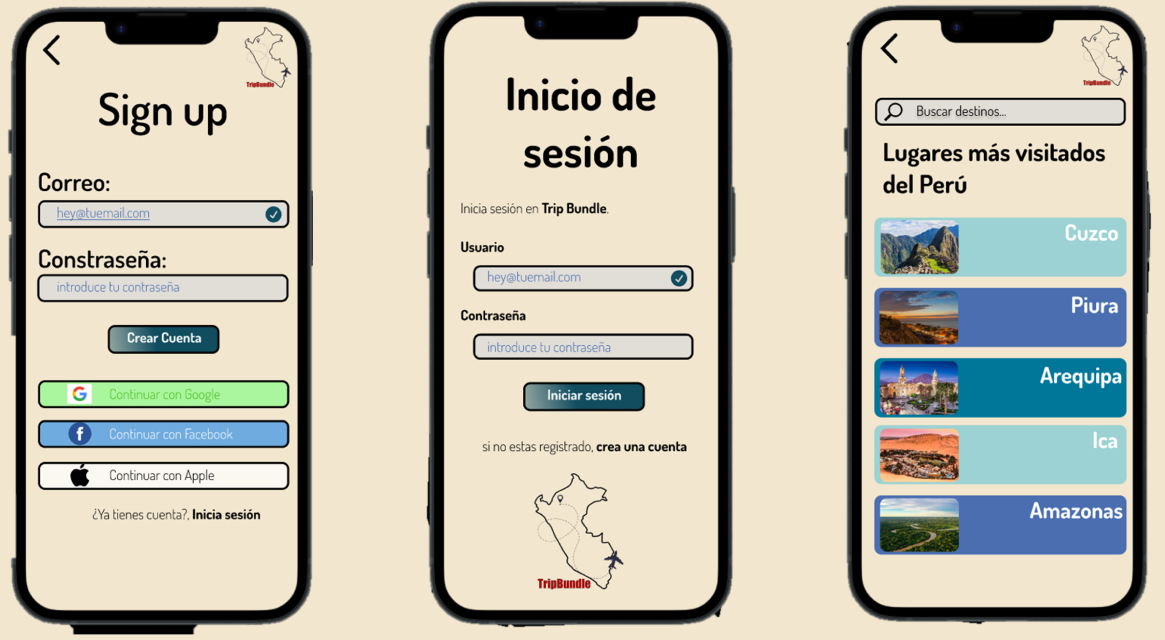 TripBundle
Sign up
Correo:
hey@tuemail.com
Constraseña:
introduce tu contraseña
Crear Cuenta
Continuar con Google
Continuar con Facebook
Continuar con Apple
¿Ya tienes cuenta?, Inicia sesión
Inicio de
sesión
Inicia sesión en Trip Bundle.
Usuario
hey@tuemail.com
Contraseña
introduce tu contraseña
Iniciar sesión
si no estas registrado, crea una cuenta
TripBundle
TripBundle
Buscar destinos...
Lugares más visitados
del Perú
Cuzco
Piura
Arequipa
Ica
Amazonas